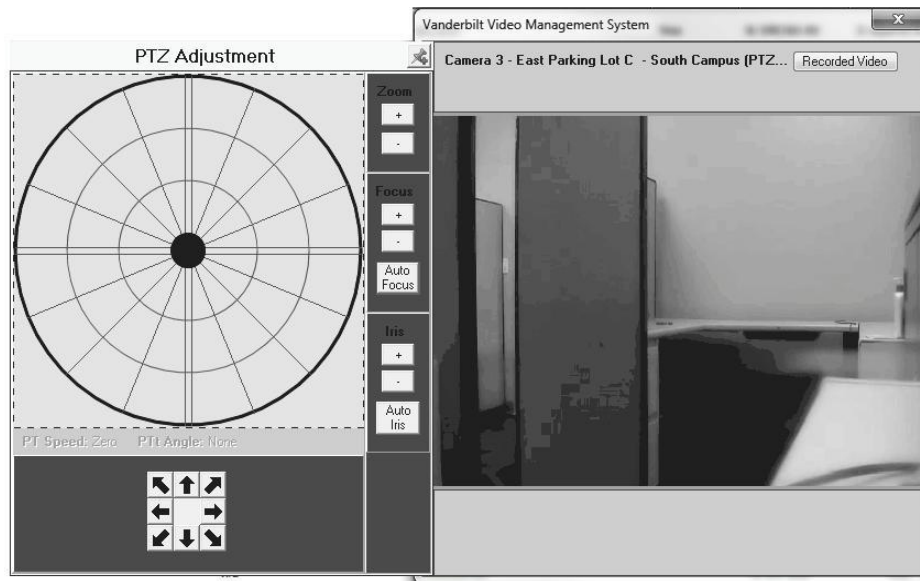 Vanderbilt Video Management System
PTZ Adjustment
Camera 3 - East Parking Lot C - South Campus (PTZ...
Recorded Video
Zoom
+
-
Focus
+
-
Auto
Focus
Iris
+
-
Auto
Iris
PT Speed: Zero PTt Angle: None